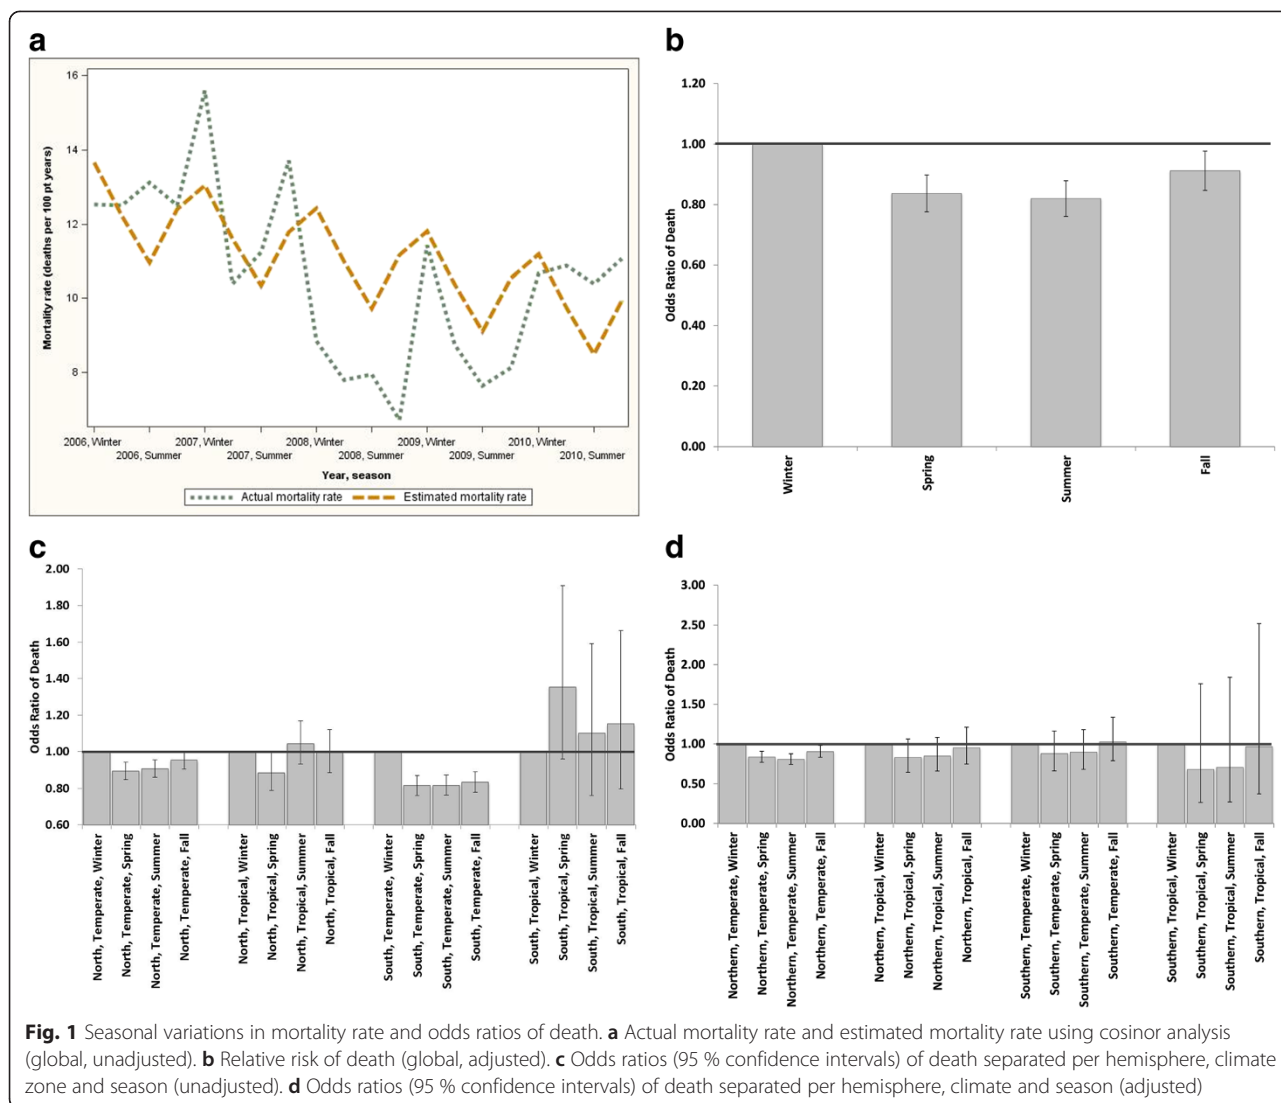 a
16
14
12
10
8
Mortality rate (deaths per 100 pt years)
2006, Winter
2006, Summer
2007, Winter
2007, Summer
2008, Winter
2008, Summer
2009, Winter
2009, Summer
2010, Winter
2010, Summer
Year, season
Actual mortality rate
Estimated mortality rate
b
1.20
1.00
0.80
0.60
0.40
0.20
0.00
Odds Ratio of Death
Winter
Spring
Summer
Fall
c
2.00
1.80
1.60
1.40
1.20
1.00
0.80
0.60
Odds Ratio of Death
North, Temperate, Winter
North, Temperate, Spring
North, Temperate, Summer
North, Temperate, Fall
North, Tropical, Winter
North, Tropical, Spring
North, Tropical, Summer
North, Tropical, Fall
South, Temperate, Winter
South, Temperate, Spring
South, Temperate, Summer
South, Temperate, Fall
South, Tropical, Winter
South, Tropical, Spring
South, Tropical, Summer
South, Tropical, Fall
d
3.00
2.50
2.00
1.50
1.00
0.50
0.00
Odds Ratio of Death
Northern, Temperate, Winter
Northern, Temperate, Spring
Northern, Temperate, Summer
Northern, Temperate, Fall
Northern, Tropical, Winter
Northern, Tropical, Spring
Northern, Tropical, Summer
Northern, Tropical, Fall
Southern, Temperate, Winter
Southern, Temperate, Spring
Southern, Temperate, Summer
Southern, Temperate, Fall
Southern, Tropical, Winter
Southern, Tropical, Spring
Southern, Tropical, Summer
Southern, Tropical, Fall
Fig. 1 Seasonal variations in mortality rate and odds ratios of death. a Actual mortality rate and estimated mortality rate using cosinor analysis
(global, unadjusted). b Relative risk of death (global, adjusted). c Odds ratios (95 % confidence intervals) of death separated per hemisphere, climate
zone and season (unadjusted). d Odds ratios (95 % confidence intervals) of death separated per hemisphere, climate and season (adjusted)